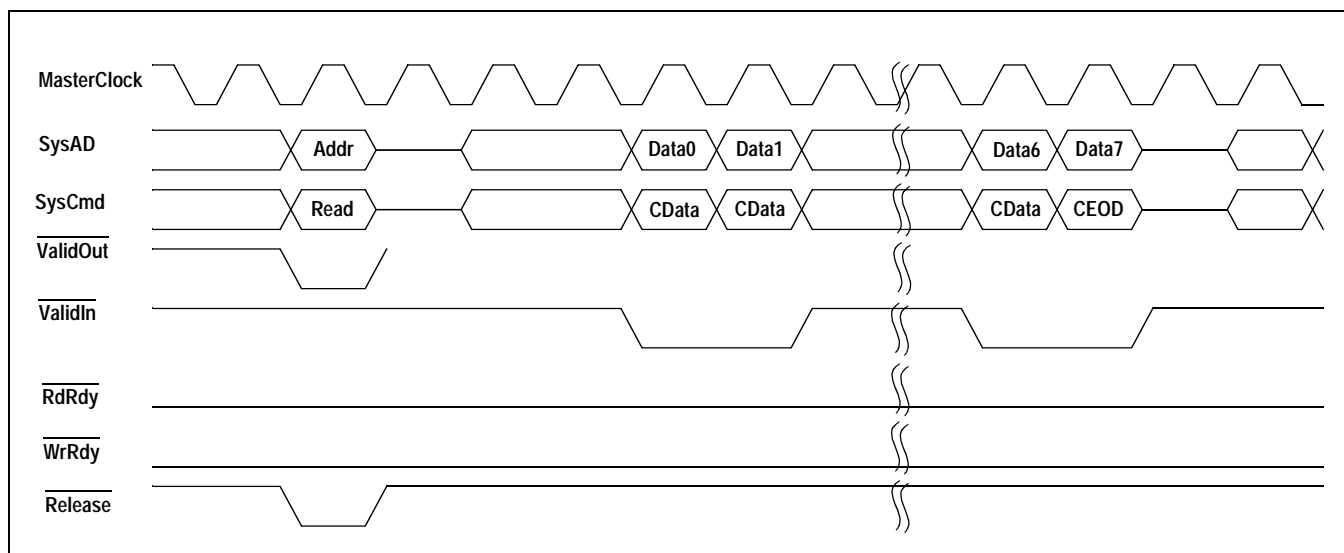 MasterClock
SysAD Addr Data0 Data1 Data6 Data7
SysCmd Read CData CData CData CEOD
ValidOut
ValidIn
RdRdy
WrRdy
Release